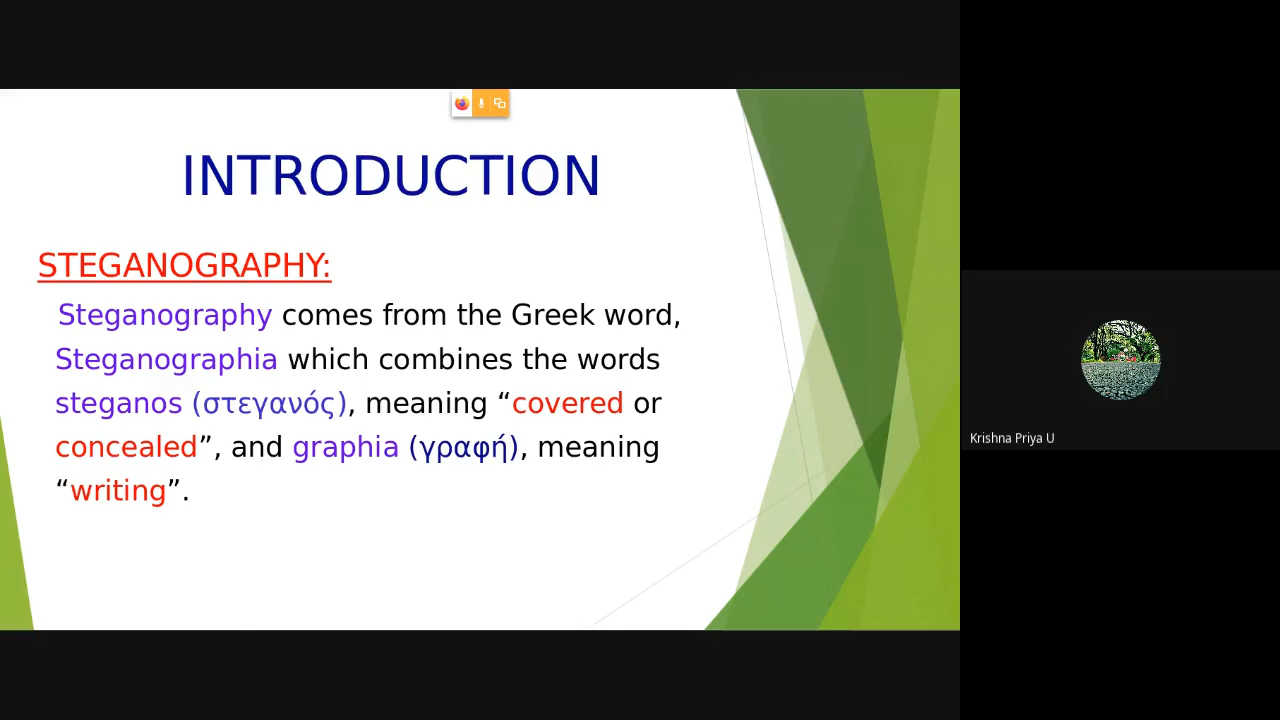 INTRODUCTION
STEGANOGRAPHY:
Steganography comes from the Greek word,
Steganographia which combines the words
steganos (στεγανός), meaning “covered or
concealed”, and graphia (γραφή), meaning
“writing”.
Krishna Priya U